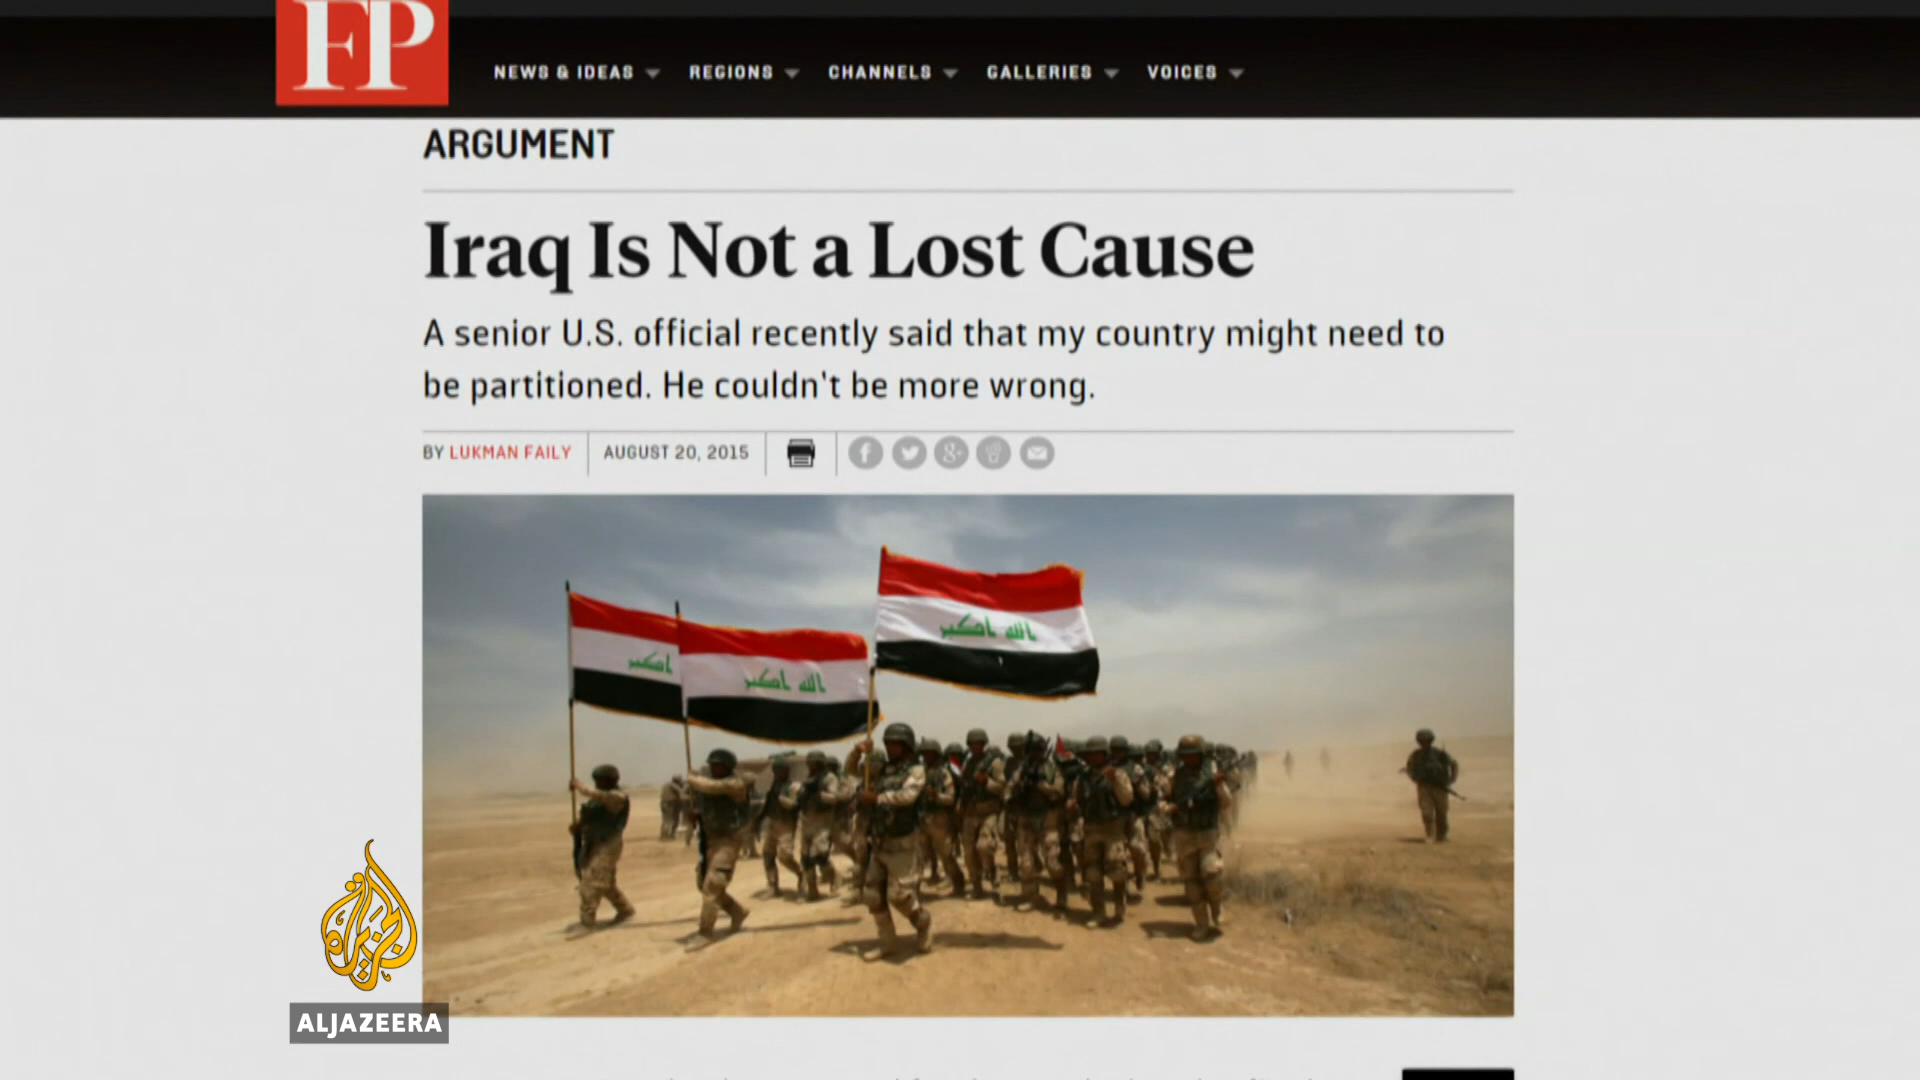 FP
NEWS & IDEAS REGIONS CHANNELS GALLERIES VOICES
ARGUMENT
Iraq Is Not a Lost Cause
A senior U.S. official recently said that my country might need to
be partitioned. He couldn't be more wrong.
BY LUKMAN FAILY AUGUST 20, 2015
الله اكبر
اكبر
الله اكبر
الجزيرة
ALJAZEERA